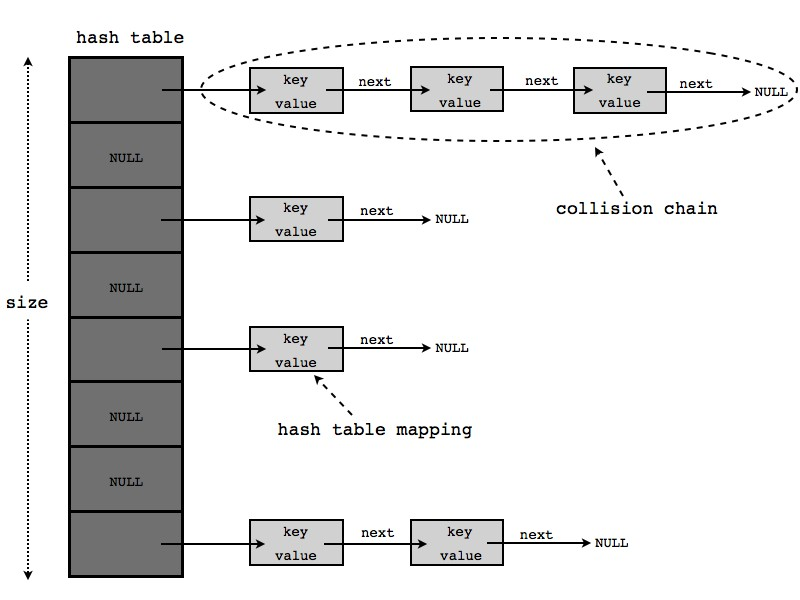 hash table
key next key next key next
value value value NULL
NULL
collision chain
key next
value NULL
NULL
size
key next
value NULL
NULL
hash table mapping
NULL
key next key next
value value NULL